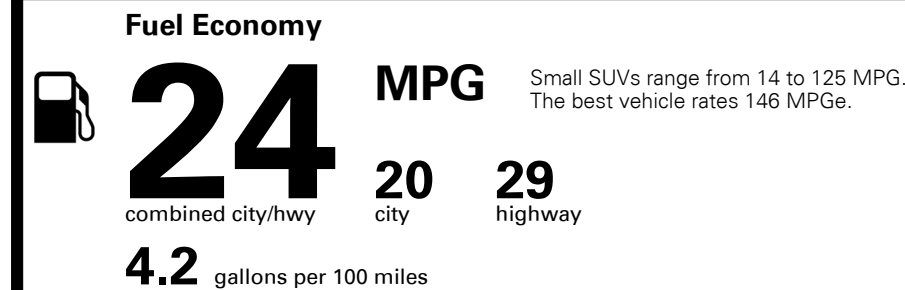 Fuel Economy
24 MPG
Small SUVs range from 14 to 125 MPG.
The best vehicle rates 146 MPGe.
20 29
combined city/hwy city highway
4.2 gallons per 100 miles